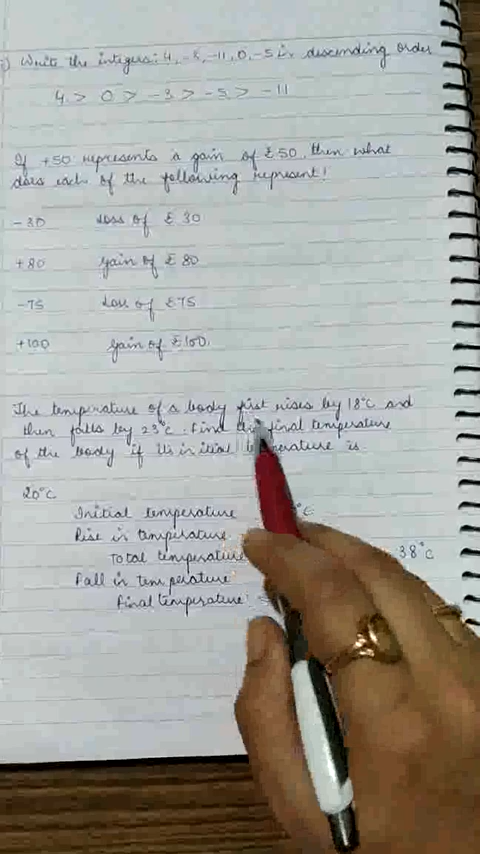 Write the integers: 4, -3, -11, 0, -5 in descending order
4 > 0 > -3 > -5 > -11
If +50 represents a gain of ₹50, then what
does each of the following represent?
-30 Loss of ₹ 30
+80 gain of ₹ 80
-75 Loss of ₹75
+100 gain of ₹100.
The temperature of a body first rises by 18°C and
then falls by 23°C. Find the final temperature
of the body if its initial temperature is
20°C
Initial temperature °C
Rise in temperature
Total temperature 38°C
Fall in temperature
Final temperature